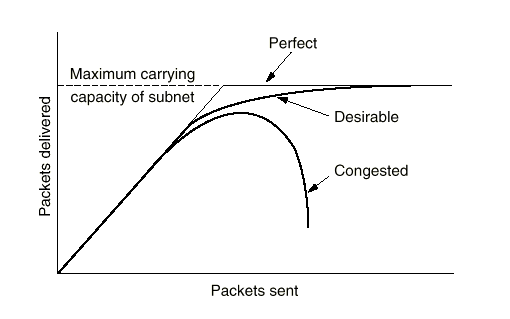 Perfect
Maximum carrying
capacity of subnet
Desirable
Congested
Packets delivered
Packets sent